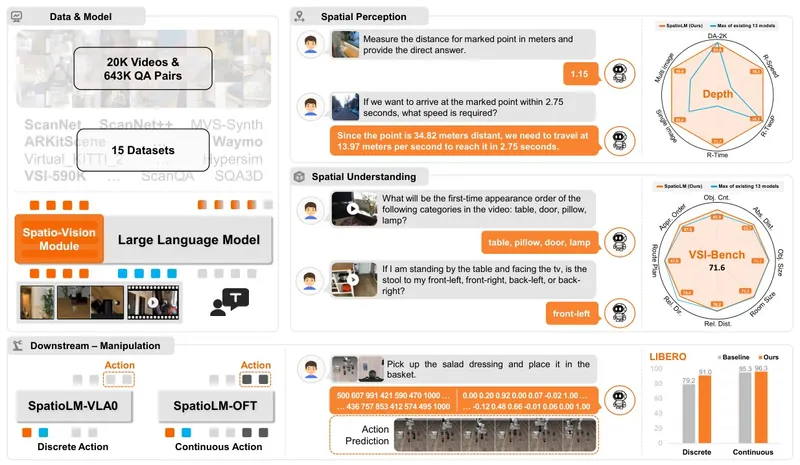 Data & Model
20K Videos &
643K QA Pairs
ScanNet ScanNet++ MVS-Synth
ARKitScene Waymo
15 Datasets
Virtual_KITTI_2 ... Hypersim
VSI-590K ... ScanQA SQA3D
Spatio-Vision
Module
Large Language Model
T
Spatial Perception
Measure the distance for marked point in meters and
provide the direct answer.
1.15
If we want to arrive at the marked point within 2.75
seconds, what speed is required?
Since the point is 34.82 meters distant, we need to travel at
13.97 meters per second to reach it in 2.75 seconds.
SpatioLM (Ours) Max of existing 13 models
DA-2K
R-Speed
R-Time
Single image
Multi image
Depth
Spatial Understanding
What will be the first-time appearance order of the
following categories in the video: table, door, pillow,
lamp?
table, pillow, door, lamp
If I am standing by the table and facing the tv, is the
stool to my front-left, front-right, back-left, or back-
right?
front-left
SpatioLM (Ours) Max of existing 13 models
Obj. Cnt.
Abs. Dist.
Obj. Size
Room Size
Rel. Dist.
Rel. Dir.
Route Plan
Appr. Order
VSI-Bench
71.6
Downstream – Manipulation
Action
Action
SpatioLM-VLA0
SpatioLM-OFT
Discrete Action
Continuous Action
Pick up the salad dressing and place it in the
basket.
500 607 991 421 590 470 1000 ...
... 436 757 853 412 574 495 1000
0.00 0.20 0.92 0.00 0.07 -0.02 1.00 ...
... -0.12 0.48 0.66 -0.01 0.06 0.00 1.00
Action
Prediction
LIBERO
Baseline Ours
100
80
60
40
20
0
79.2
91.0
95.3
96.3
Discrete
Continuous